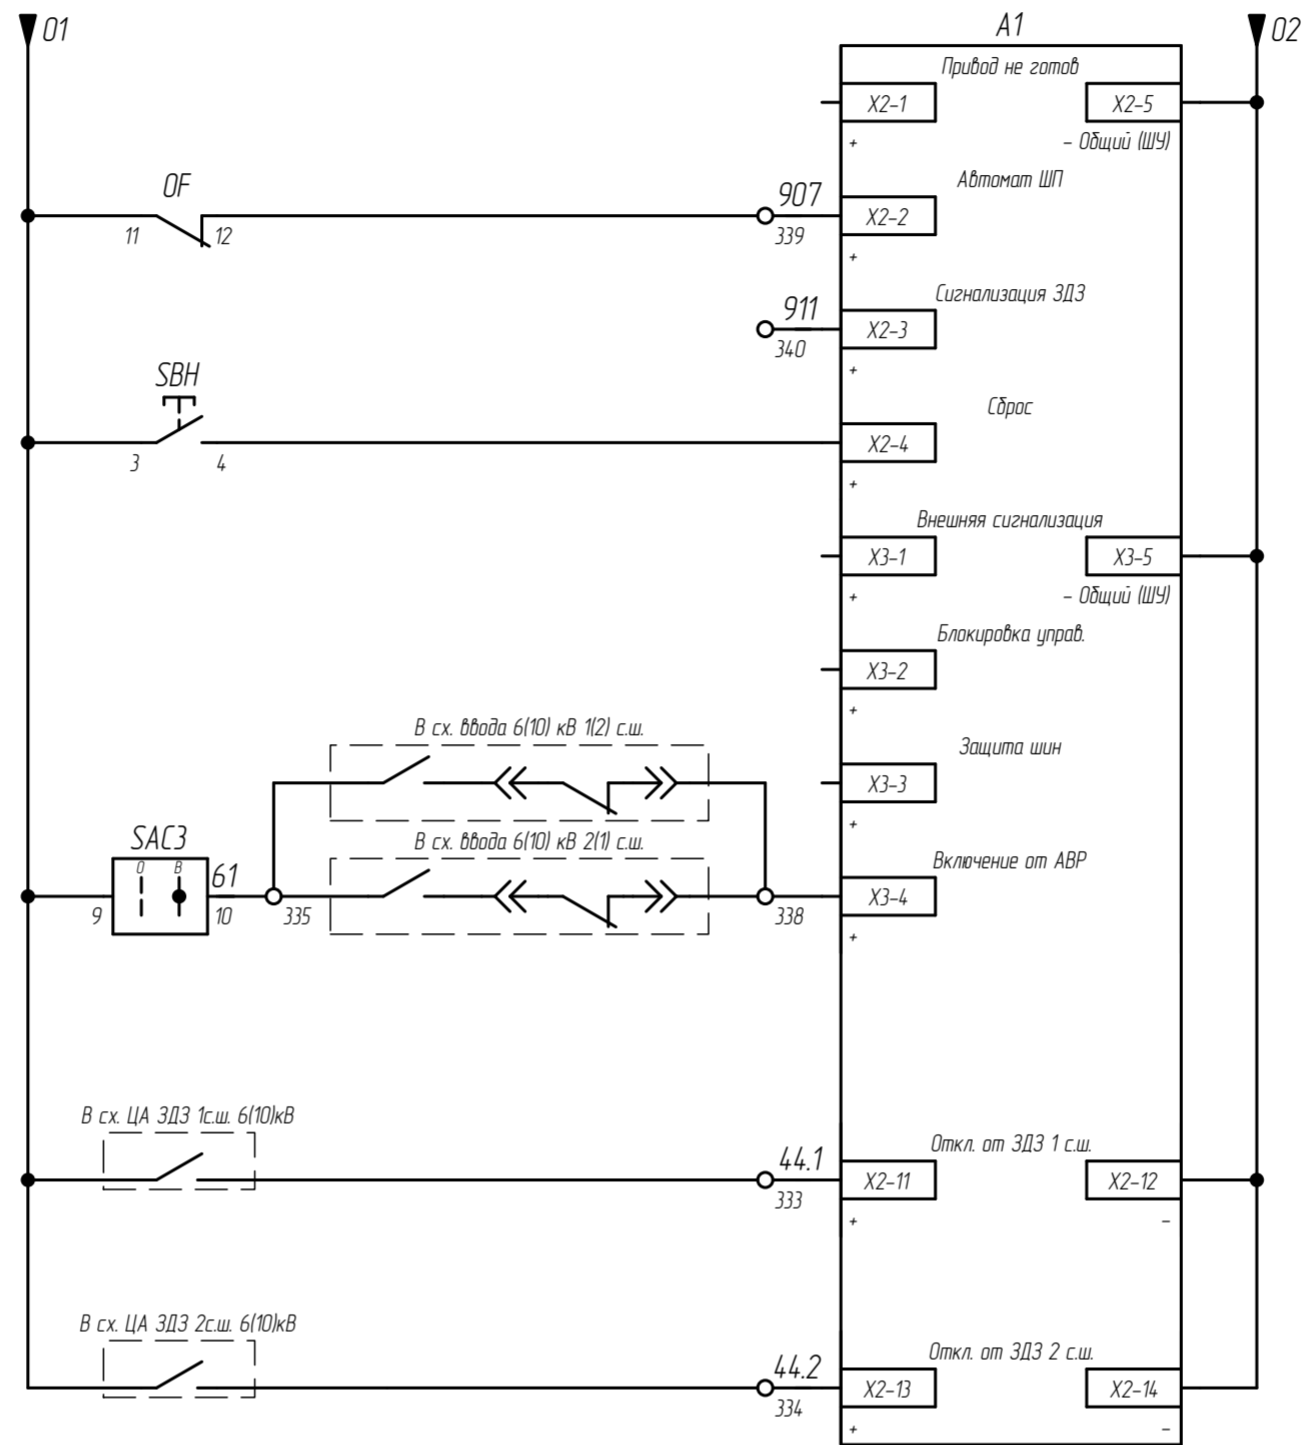 01
A1
02
Привод не готов
X2-1
X2-5
+
- Общий (ШУ)
Автомат ШП
OF
907
X2-2
11
12
339
+
Сигнализация ЗДЗ
911
X2-3
340
+
SBH
Сброс
X2-4
3
4
+
Внешняя сигнализация
X3-1
X3-5
+
- Общий (ШУ)
Блокировка управ.
X3-2
+
В сх. ввода 6(10) кВ 1(2) с.ш.
Защита шин
X3-3
+
SAC3
В сх. ввода 6(10) кВ 2(1) с.ш.
Включение от АВР
0
В
61
X3-4
9
10
335
338
+
В сх. ЦА ЗДЗ 1с.ш. 6(10)кВ
Откл. от ЗДЗ 1 с.ш.
44.1
X2-11
X2-12
333
+
-
В сх. ЦА ЗДЗ 2с.ш. 6(10)кВ
Откл. от ЗДЗ 2 с.ш.
44.2
X2-13
X2-14
334
+
-